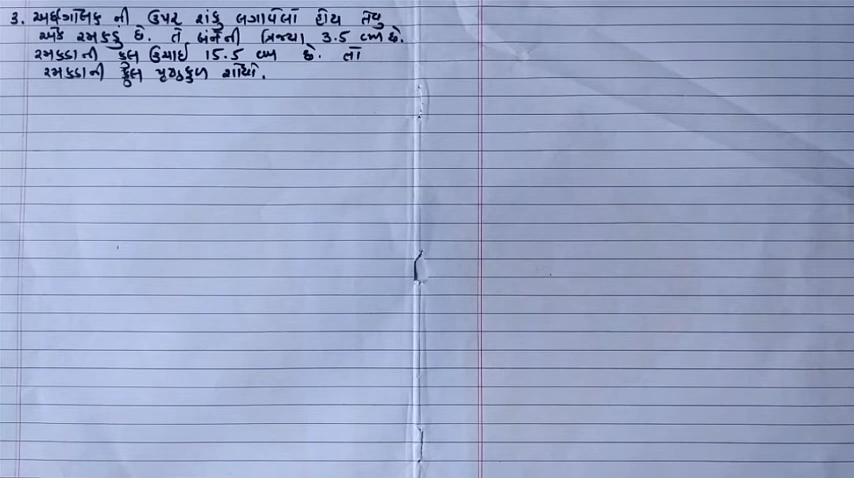 3. અર્ધગોલક ની ઉપર શંકુ લગાવેલો હોય તેવુ
એક રમકડું છે. તે બંનેની ત્રિજ્યા 3.5 cm છે.
રમકડાની કુલ ઉંચાઈ 15.5 cm છે. તો
રમકડાની કુલ પૃષ્ઠફળ શોધો.